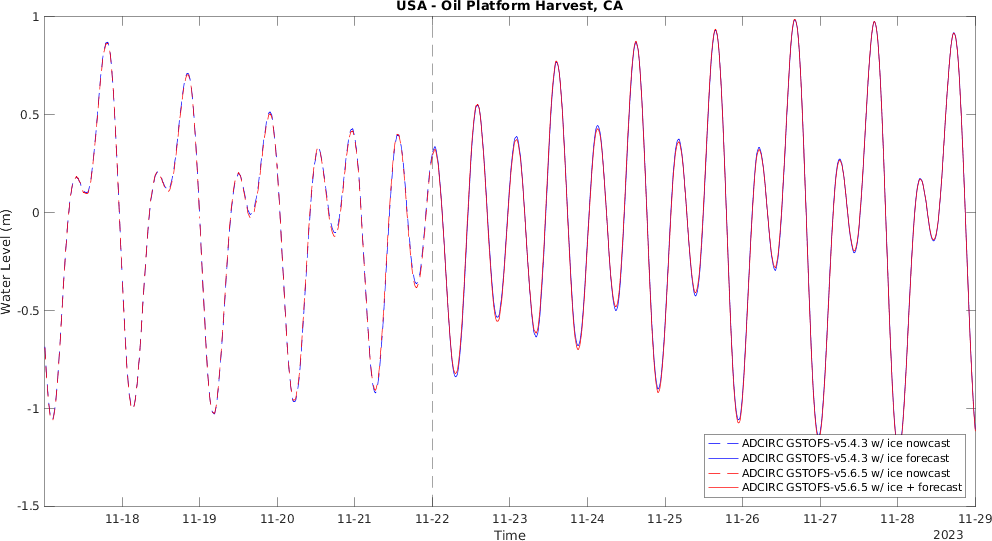 USA - Oil Platform Harvest, CA
1
0.5
0
-0.5
-1
-1.5
Water Level (m)
ADCIRC GSTOFS-v5.4.3 w/ ice nowcast
ADCIRC GSTOFS-v5.4.3 w/ ice forecast
ADCIRC GSTOFS-v5.6.5 w/ ice nowcast
ADCIRC GSTOFS-v5.6.5 w/ ice + forecast
11-18 11-19 11-20 11-21 11-22 11-23 11-24 11-25 11-26 11-27 11-28 11-29
Time
2023